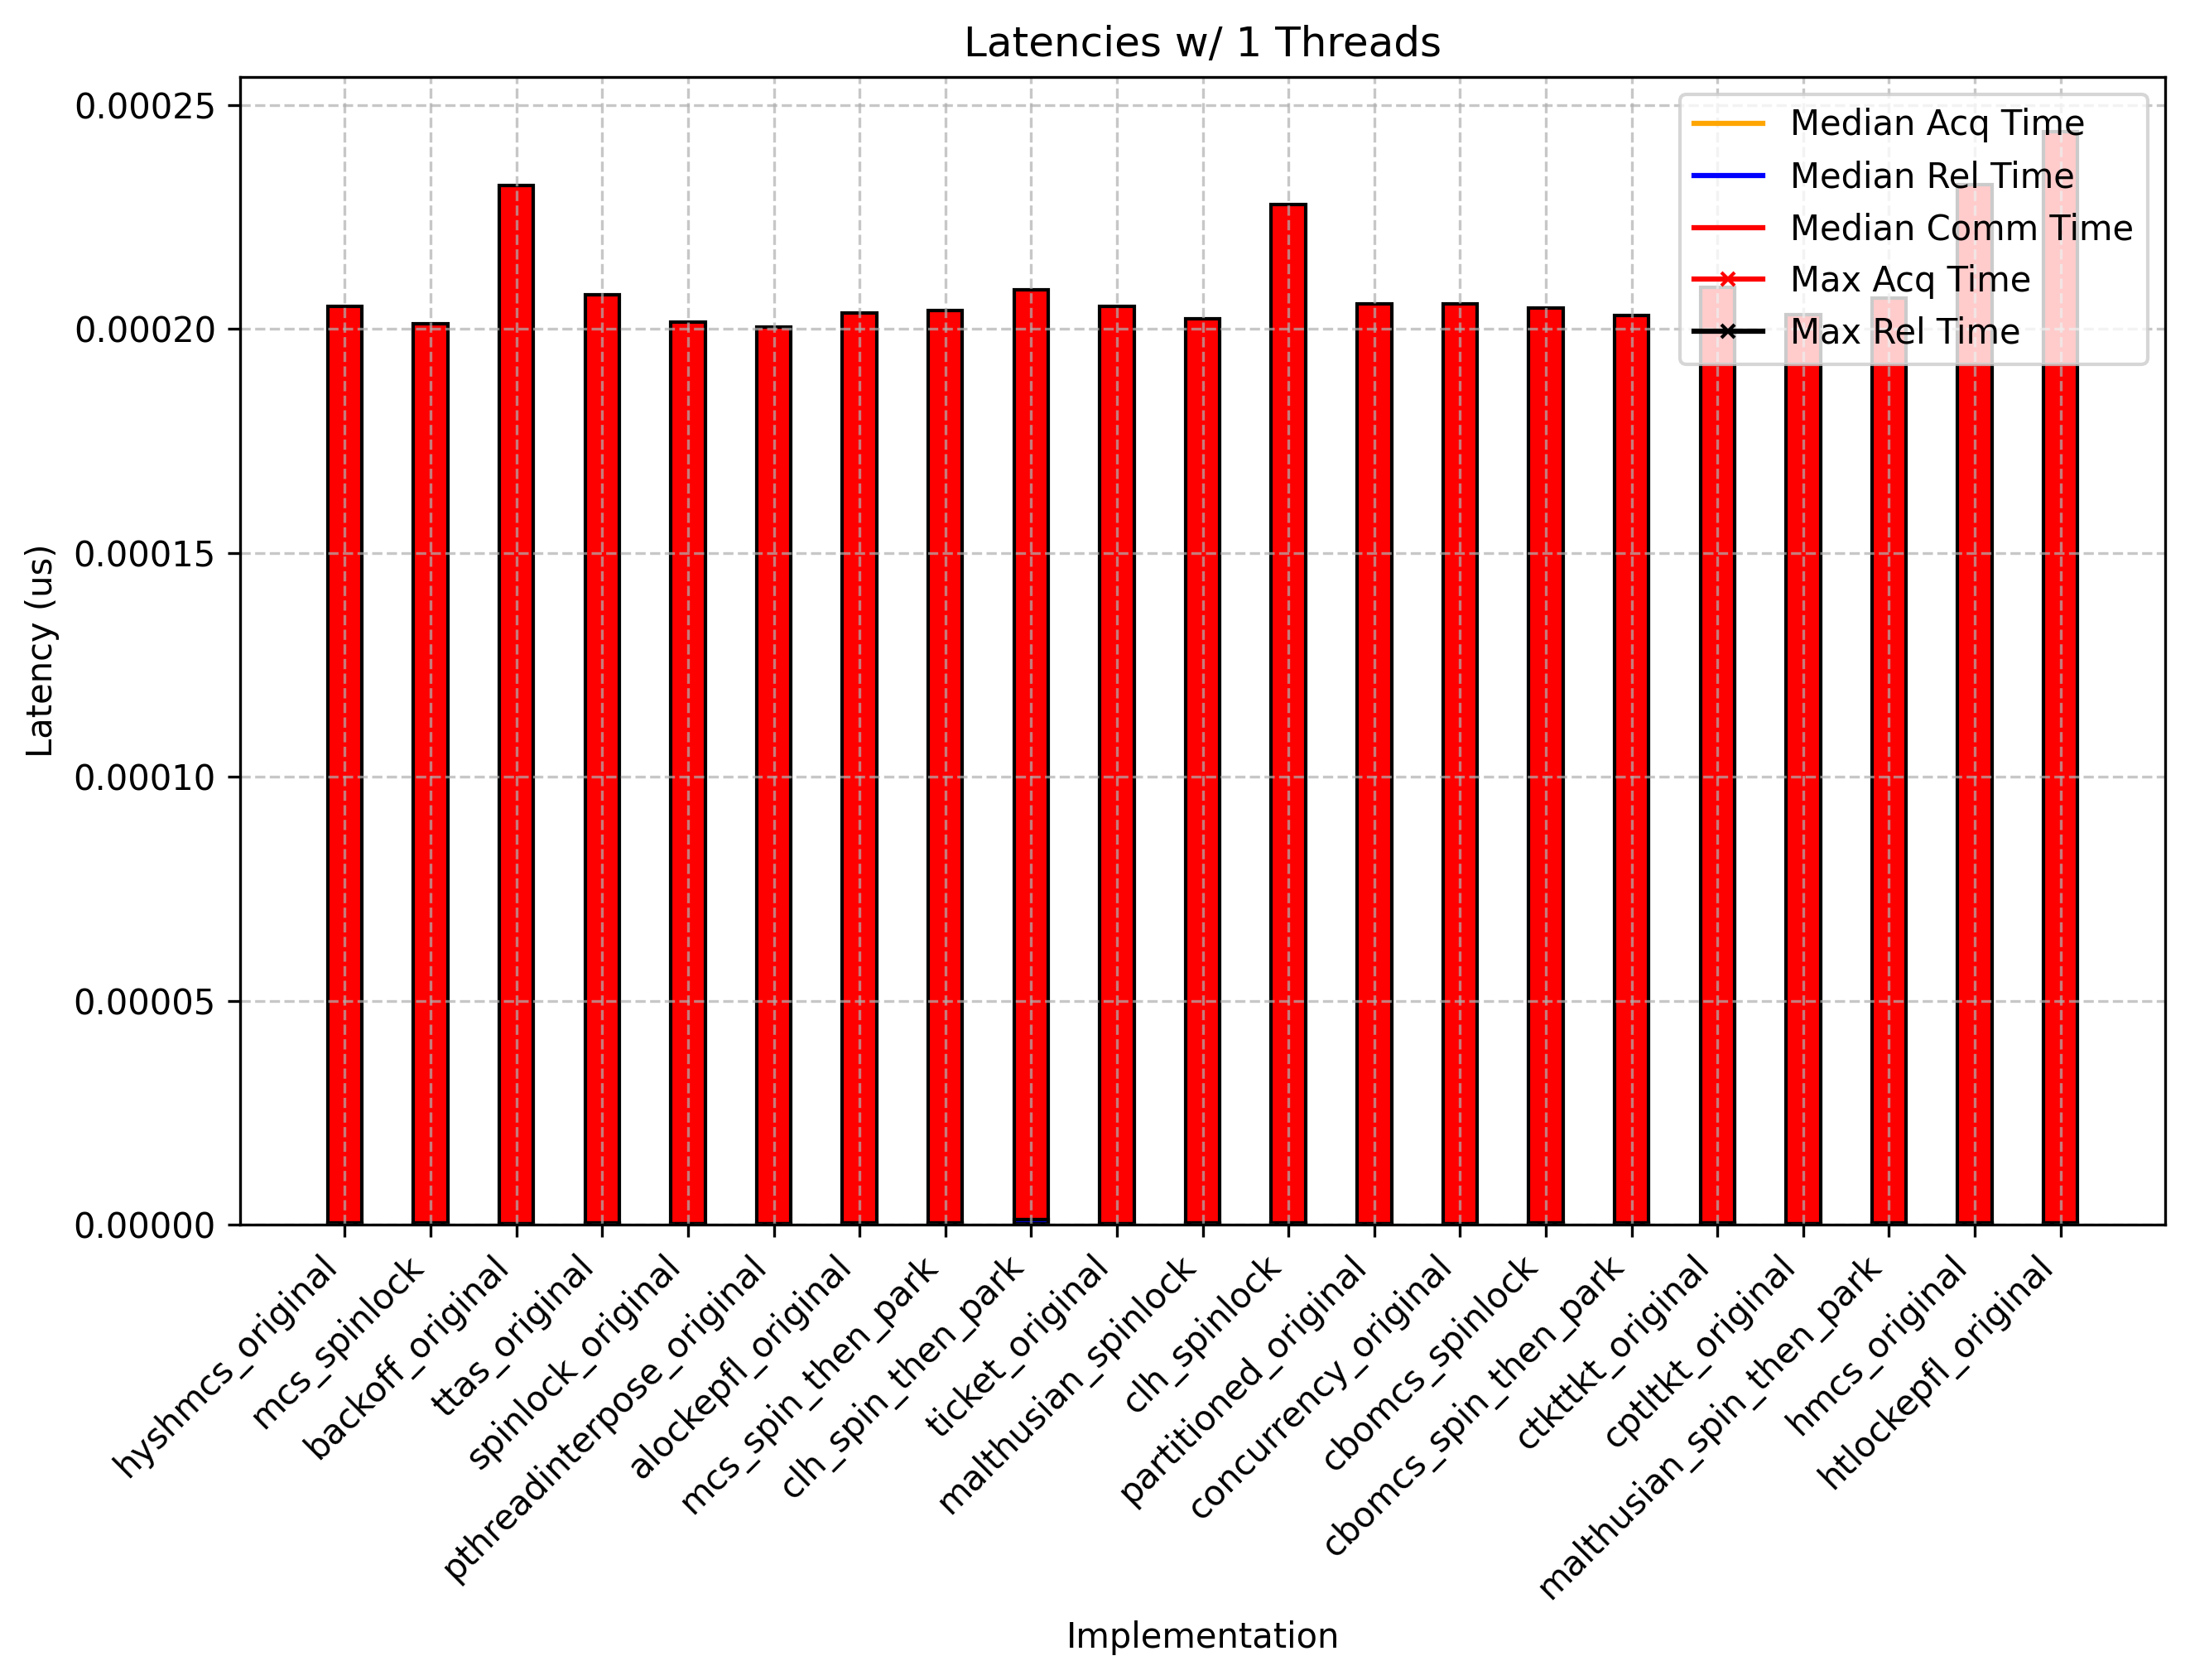 Latencies w/ 1 Threads
0.00025
0.00020
0.00015
0.00010
0.00005
0.00000
Latency (us)
Median Acq Time
Median Rel Time
Median Comm Time
Max Acq Time
Max Rel Time
hyshmcs_original
mcs_spinlock
backoff_original
ttas_original
spinlock_original
pthreadinterpose_original
alockepfl_original
mcs_spin_then_park
clh_spin_then_park
ticket_original
malthusian_spinlock
clh_spinlock
partitioned_original
concurrency_original
cbomcs_spinlock
cbomcs_spin_then_park
ctkttkt_original
cptltkt_original
malthusian_spin_then_park
hmcs_original
htlockepfl_original
Implementation